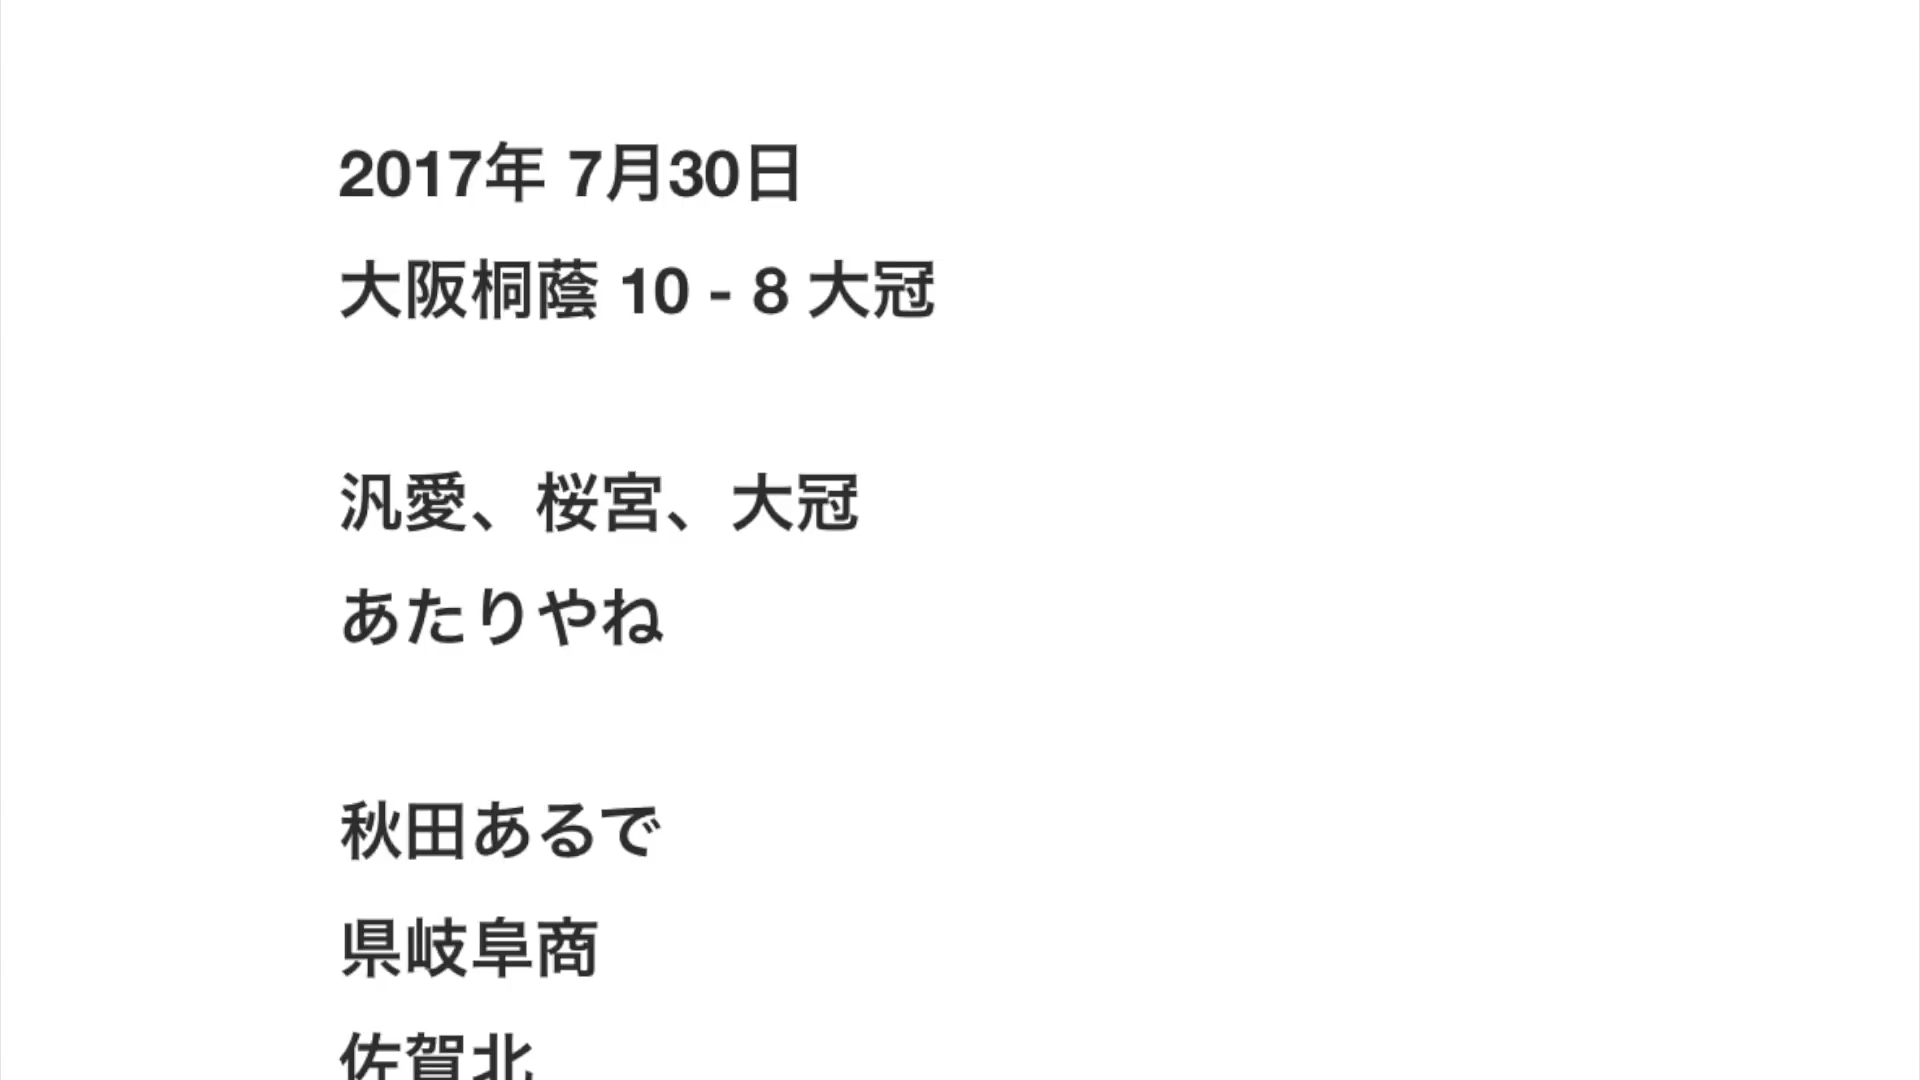 2017年 7月30日
大阪桐蔭 10 - 8 大冠
汎愛、桜宮、大冠
あたりやね
秋田あるで
県岐阜商
佐賀北